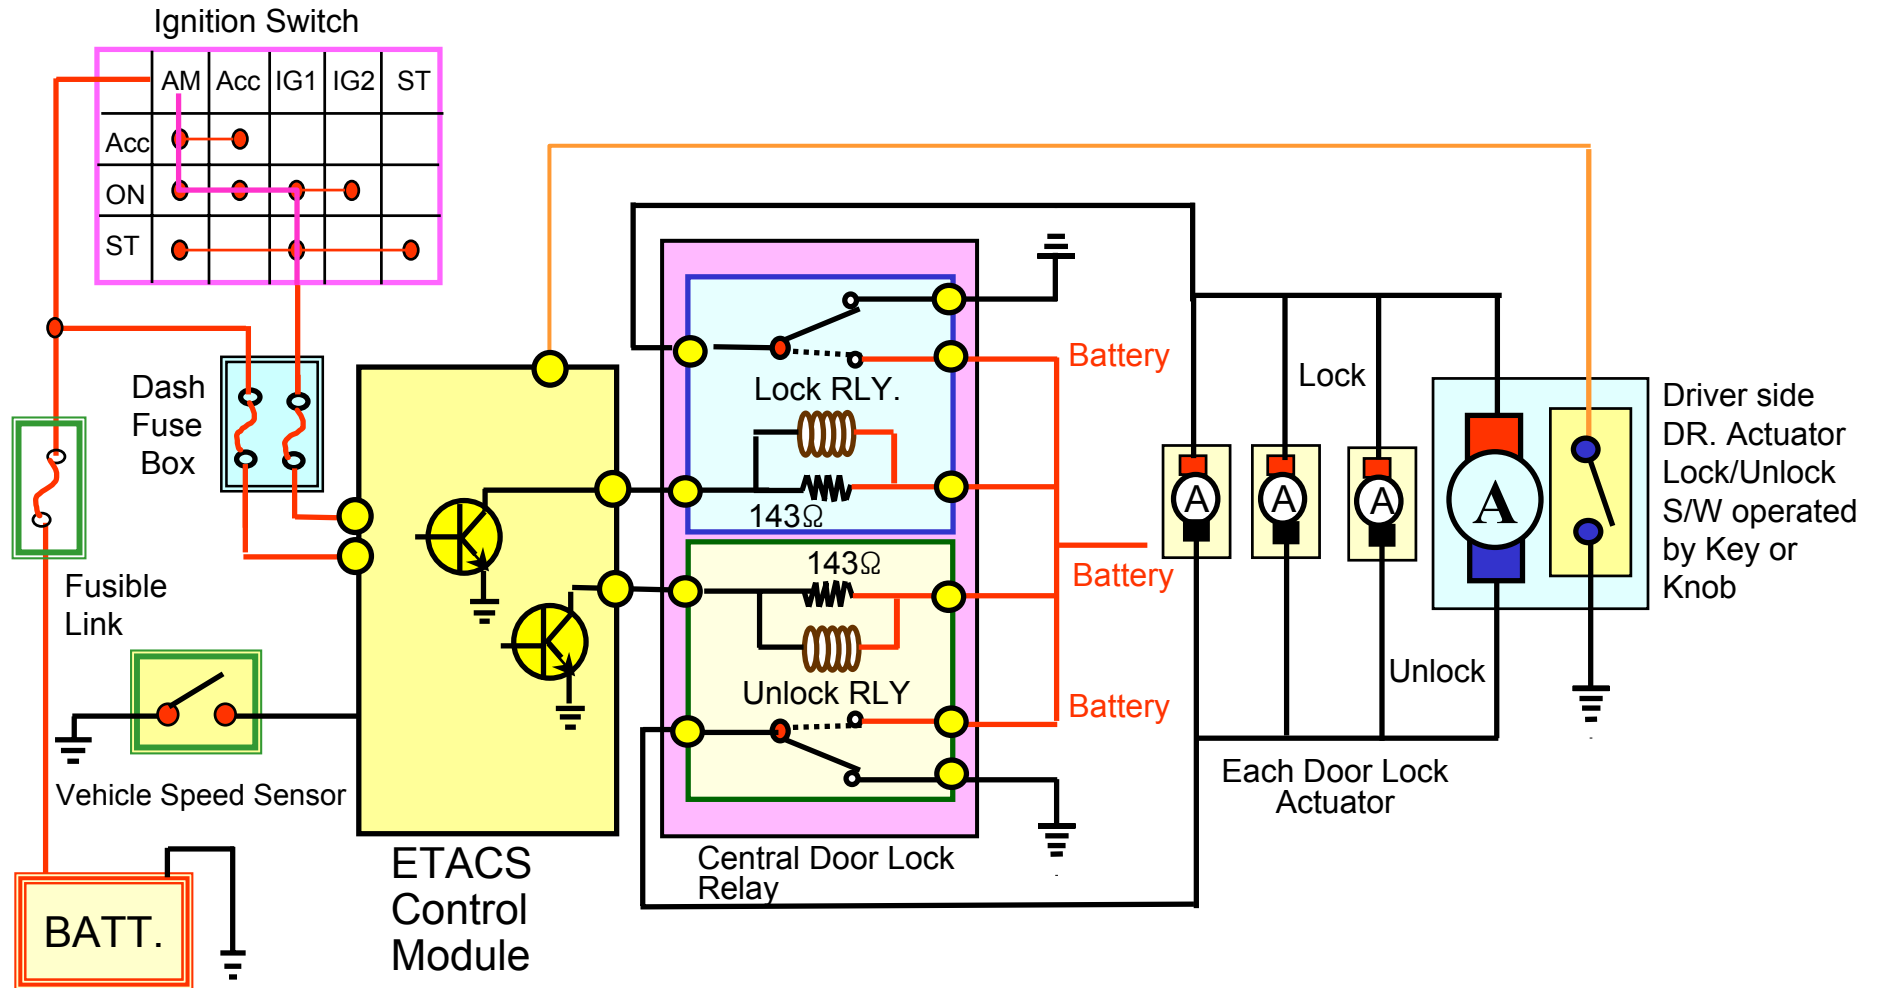 Ignition Switch
AM Acc IG1 IG2 ST
Acc
ON
ST
Dash
Fuse
Box
Fusible
Link
Vehicle Speed Sensor
BATT.
ETACS
Control
Module
Lock RLY.
143Ω
143Ω
Unlock RLY
Central Door Lock
Relay
Battery
Battery
Battery
Lock
A
A
A
A
Unlock
Each Door Lock
Actuator
Driver side
DR. Actuator
Lock/Unlock
S/W operated
by Key or
Knob